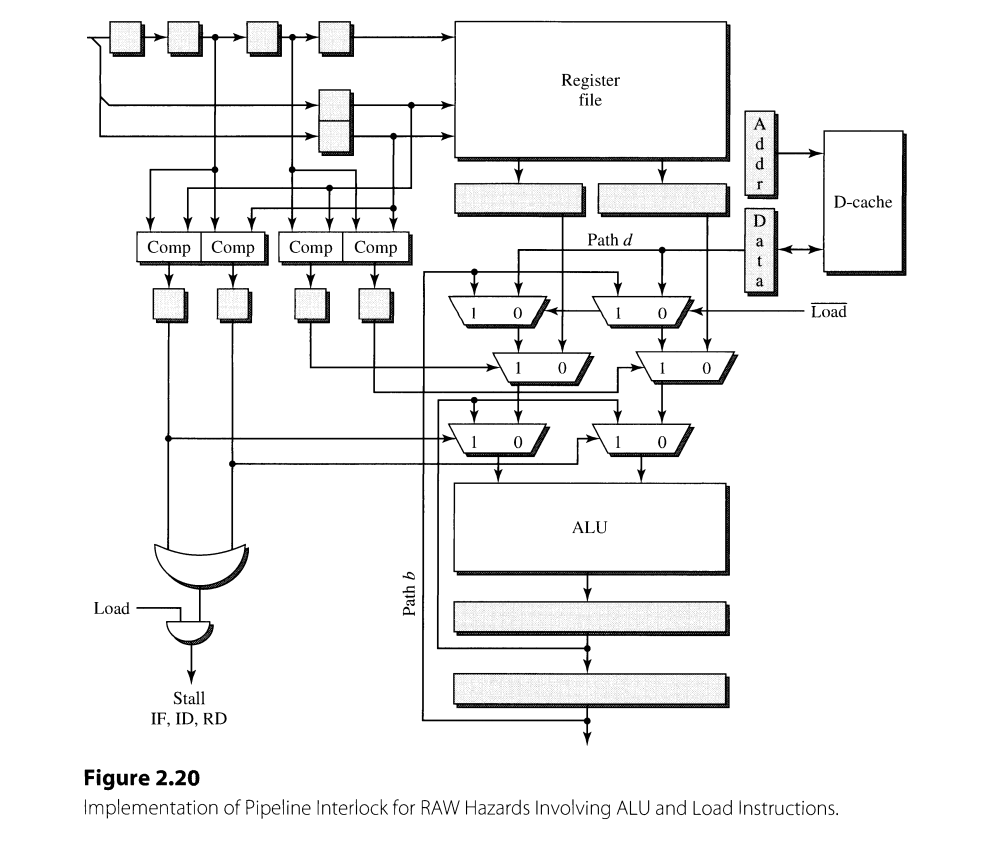 Register
file
A
d
d
r
D-cache
D
a
t
a
Comp Comp Comp Comp
Path d
1 0 1 0 Load
1 0 1 0
1 0 1 0
ALU
Path b
Load
Stall
IF, ID, RD
Figure 2.20
Implementation of Pipeline Interlock for RAW Hazards Involving ALU and Load Instructions.